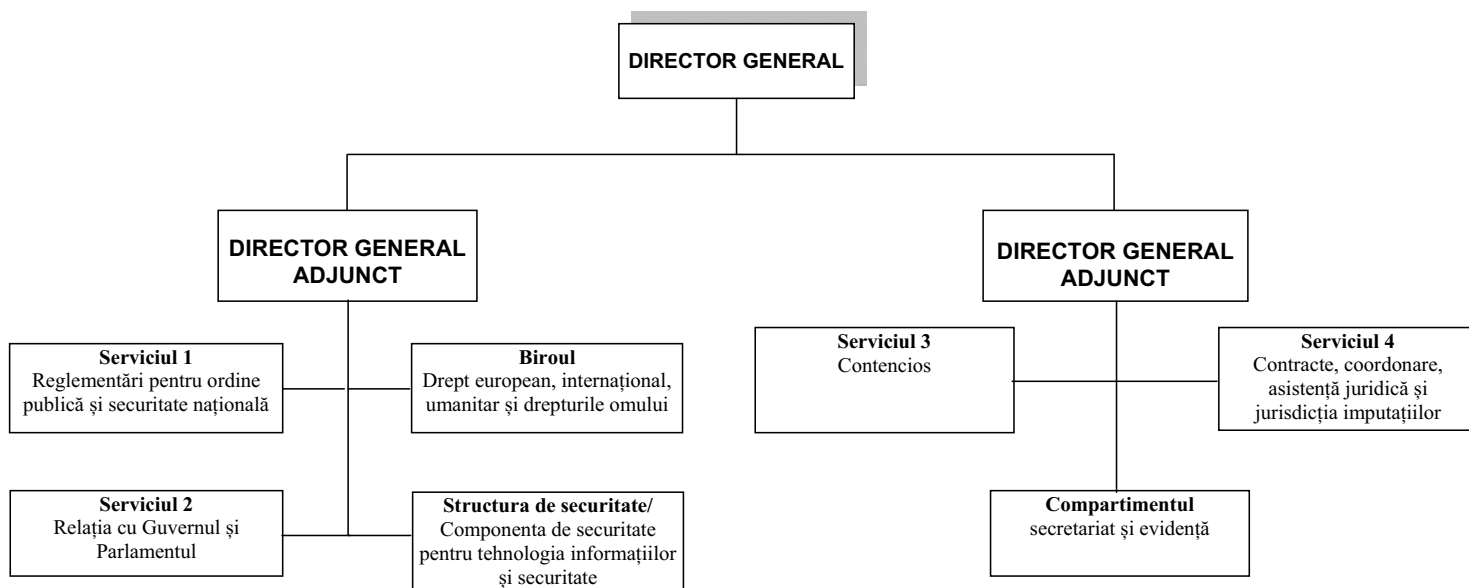 DIRECTOR GENERAL
DIRECTOR GENERAL
ADJUNCT
DIRECTOR GENERAL
ADJUNCT
Serviciul 1
Reglementări pentru ordine
publică și securitate națională
Biroul
Drept european, internațional,
umanitar și drepturile omului
Serviciul 3
Contencios
Serviciul 4
Contracte, coordonare,
asistență juridică și
jurisdicția imputațiilor
Serviciul 2
Relația cu Guvernul și
Parlamentul
Structura de securitate/
Componenta de securitate
pentru tehnologia informațiilor
și securitate
Compartimentul
secretariat și evidență